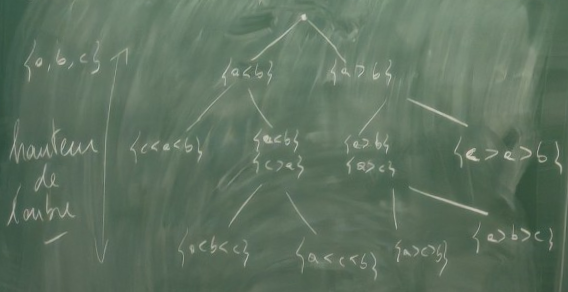 {a, b, c}
{a<b} {a>b}
hauteur
de
l'arbre
{c<a<b}
{a<b}
{c>a}
{a>b}
{a>c}
{c>a>b}
{a<b<c} {a<c<b} {a>c>b} {a>b>c}